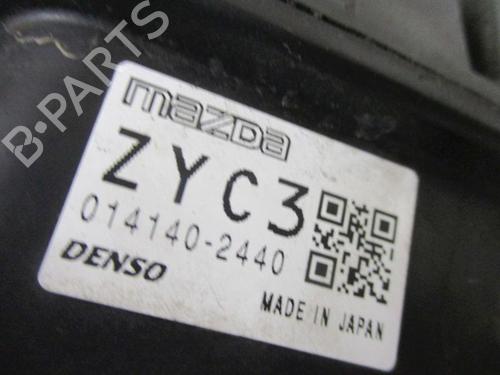 B-PARTS
mazda
ZYC3
014140-2440
DENSO
MADE IN JAPAN